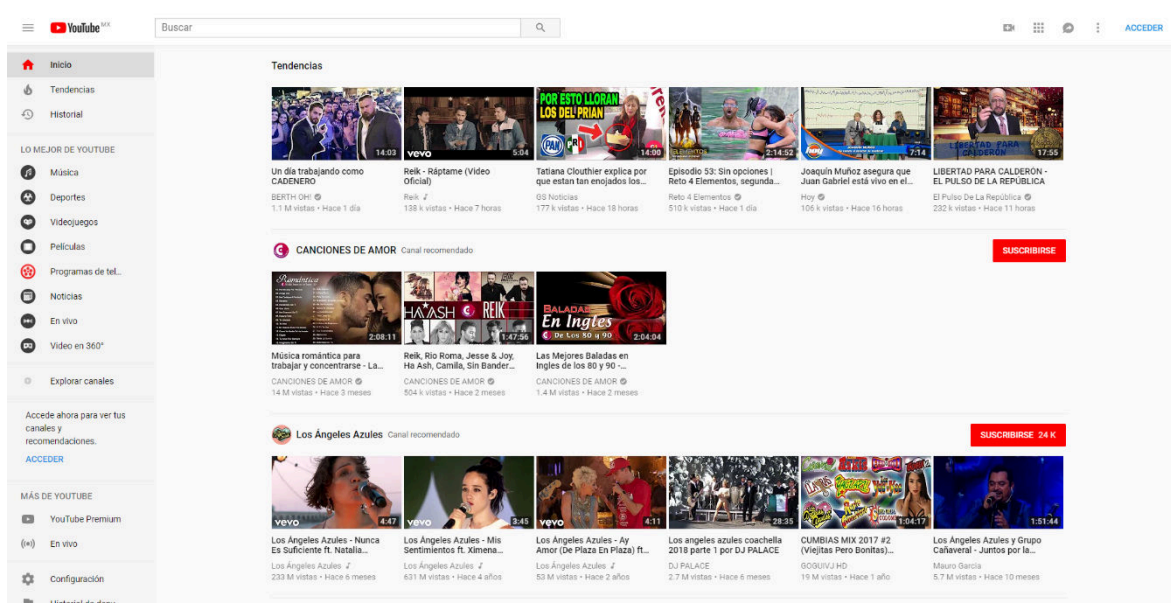 YouTube MX
Buscar
ACCEDER
Inicio
Tendencias
Historial
LO MEJOR DE YOUTUBE
Música
Deportes
Videojuegos
Películas
Programas de tel...
Noticias
En vivo
Video en 360°
Explorar canales
Accede ahora para ver tus
canales y
recomendaciones.
ACCEDER
MÁS DE YOUTUBE
YouTube Premium
En vivo
Configuración
Tendencias
14:03
vevo 5:04
POR ESTO LLORAN
LOS DEL PRIAN
PAN PRI 14:00
2:14:52
hoy 7:14
LIBERTAD PARA
CALDERÓN 17:55
Un día trabajando como
CADENERO
BERTH OH!
1.1 M vistas • Hace 1 día
Reik - Ráptame (Video
Oficial)
Reik
138 k vistas • Hace 7 horas
Tatiana Clouthier explica por
que estan tan enojados los...
GS Noticias
177 k vistas • Hace 18 horas
Episodio 53: Sin opciones |
Reto 4 Elementos, segunda...
Reto 4 Elementos
510 k vistas • Hace 1 día
Joaquín Muñoz asegura que
Juan Gabriel está vivo en el...
Hoy
106 k vistas • Hace 16 horas
LIBERTAD PARA CALDERÓN -
EL PULSO DE LA REPÚBLICA
El Pulso De La República
232 k vistas • Hace 11 horas
CANCIONES DE AMOR Canal recomendado
SUSCRIBIRSE
Romántica
2:08:11
HA*ASH REIK
1:47:56
BALADAS
En Ingles
De Los 80 y 90 2:04:04
Música romántica para
trabajar y concentrarse - La...
CANCIONES DE AMOR
14 M vistas • Hace 3 meses
Reik, Rio Roma, Jesse & Joy,
Ha Ash, Camila, Sin Bander...
CANCIONES DE AMOR
504 k vistas • Hace 2 meses
Las Mejores Baladas en
Ingles de los 80 y 90 -...
CANCIONES DE AMOR
1.4 M vistas • Hace 2 meses
Los Ángeles Azules Canal recomendado
SUSCRIBIRSE 24 K
vevo 4:47
vevo 3:45
vevo 4:11
28:35
1:04:17
1:51:44
Los Ángeles Azules - Nunca
Es Suficiente ft. Natalia...
Los Ángeles Azules
233 M vistas • Hace 6 meses
Los Ángeles Azules - Mis
Sentimientos ft. Ximena...
Los Ángeles Azules
631 M vistas • Hace 4 años
Los Ángeles Azules - Ay
Amor (De Plaza En Plaza) ft...
Los Ángeles Azules
53 M vistas • Hace 2 años
Los angeles azules coachella
2018 parte 1 por DJ PALACE
DJ PALACE
2.7 M vistas • Hace 6 meses
CUMBIAS MIX 2017 #2
(Viejitas Pero Bonitas)...
GOGUIVJ HD
19 M vistas • Hace 1 año
Los Ángeles Azules y Grupo
Cañaveral - Juntos por la...
Mauro Garcia
5.7 M vistas • Hace 10 meses